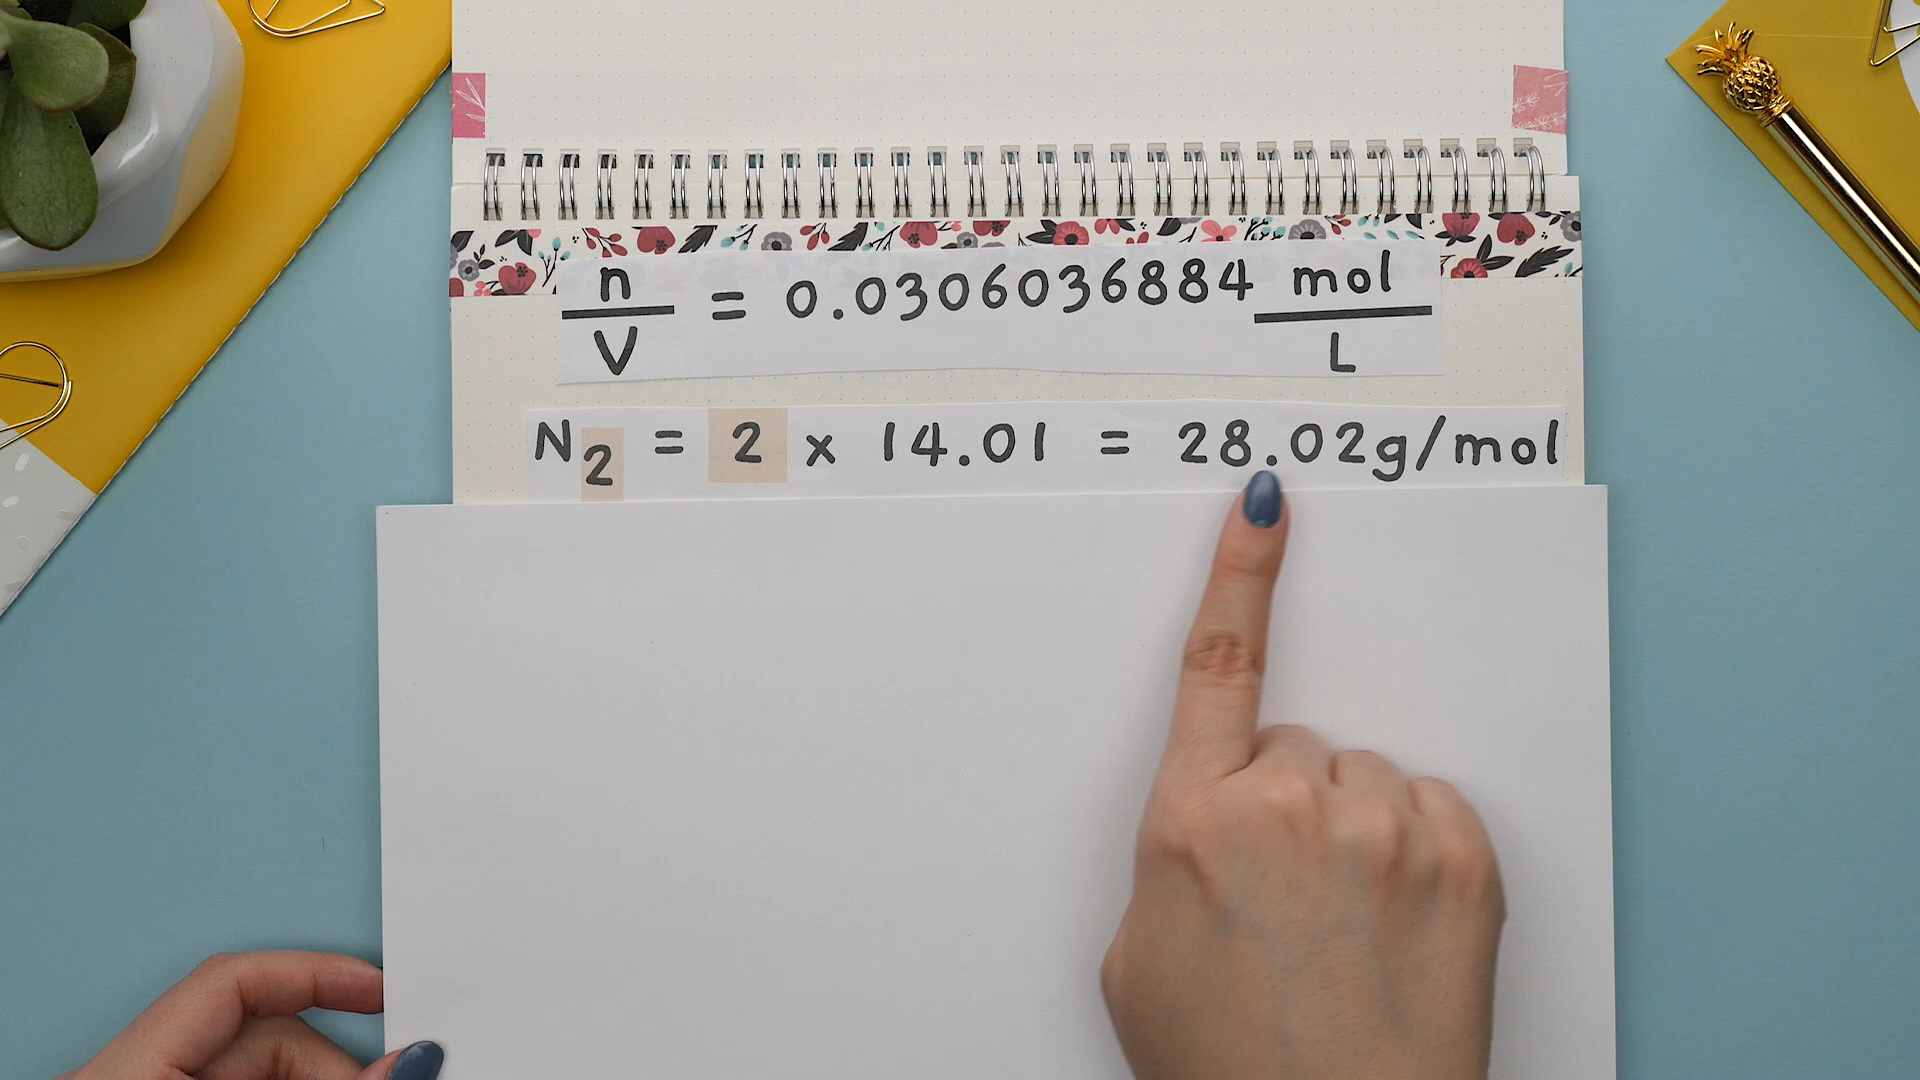 n/V = 0.0306036884 mol/L
N₂ = 2 x 14.01 = 28.02g/mol